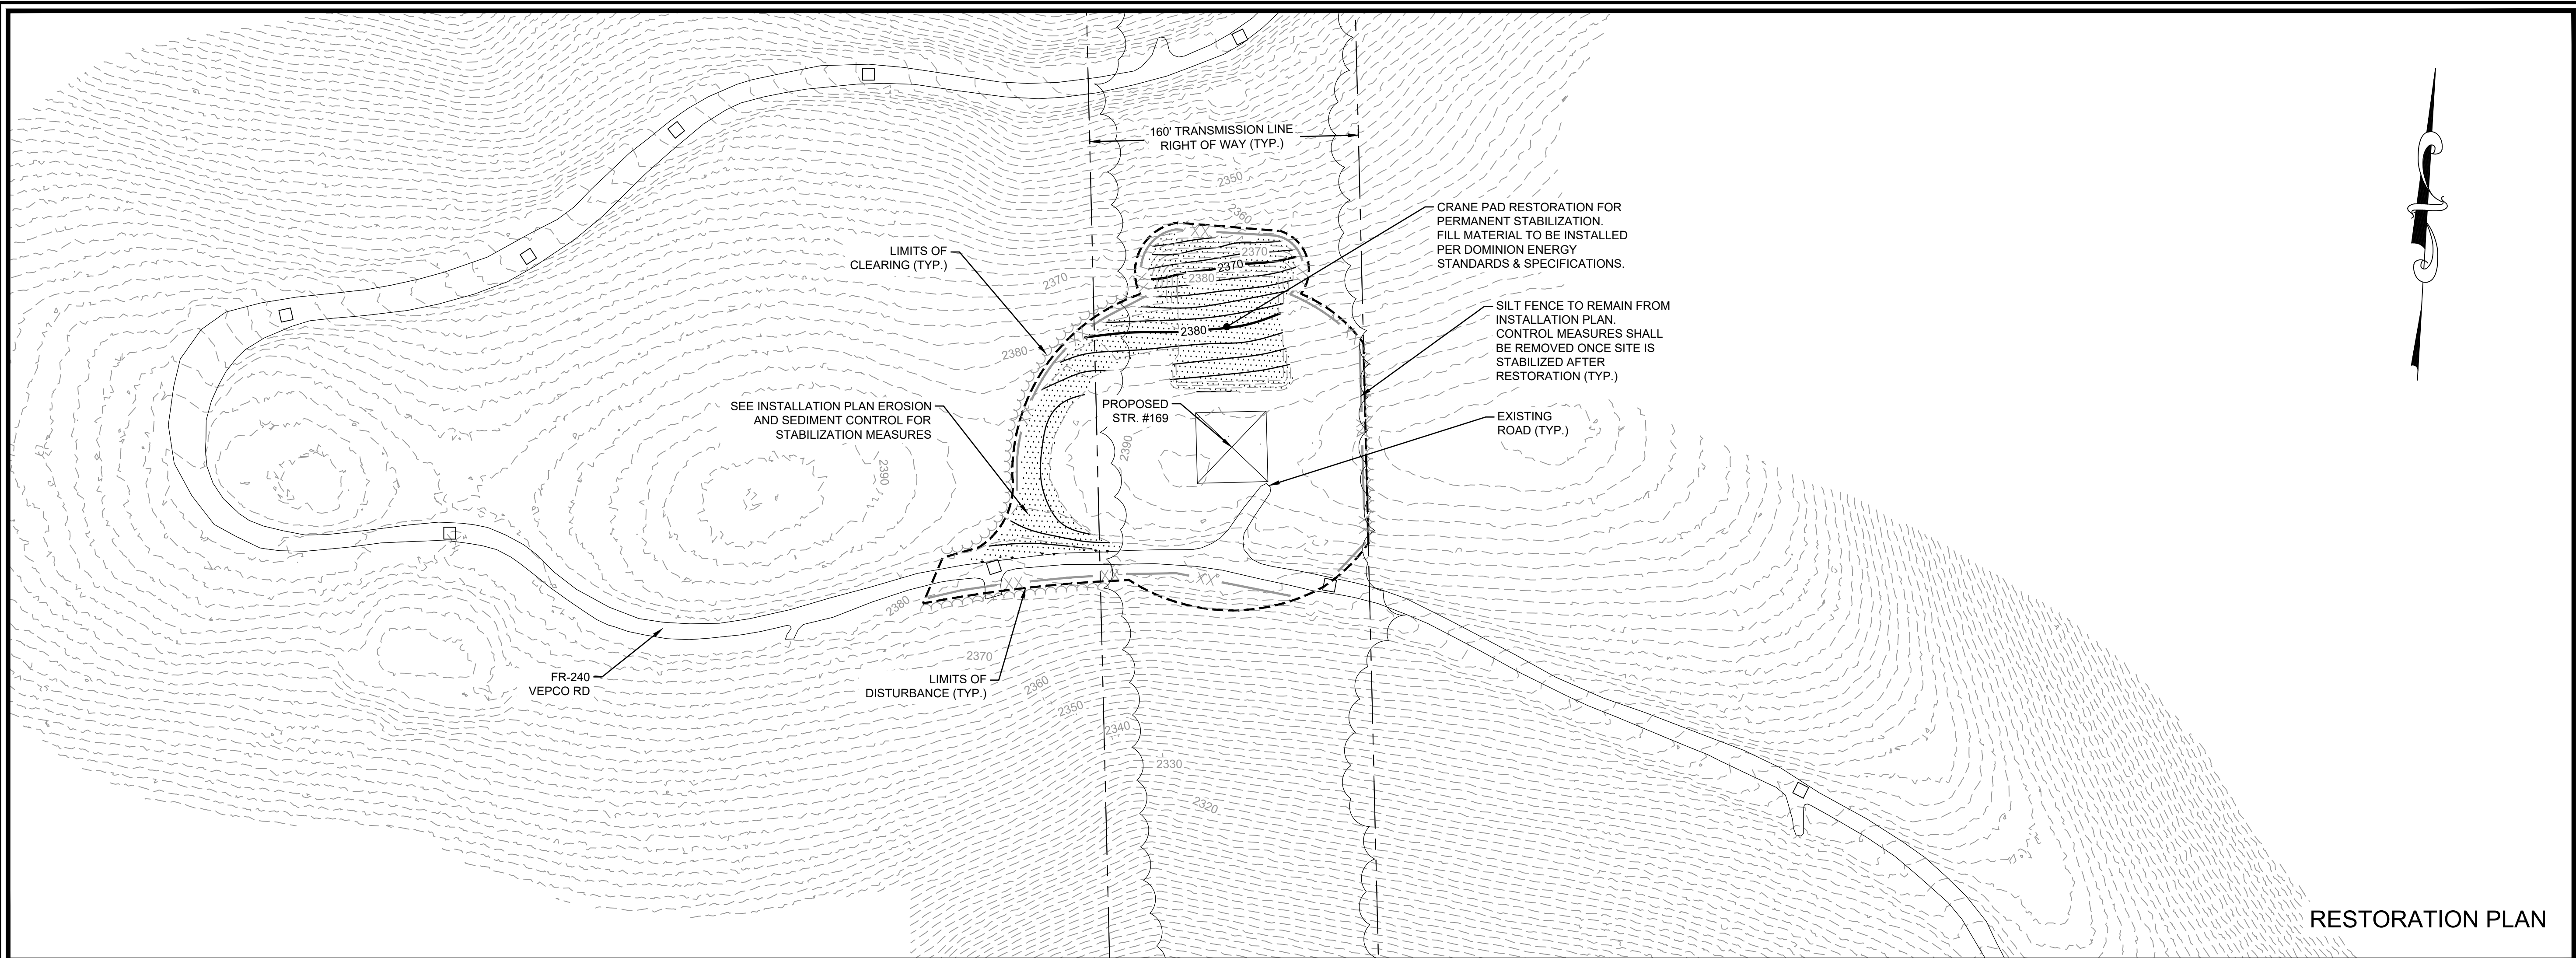 160' TRANSMISSION LINE
RIGHT OF WAY (TYP.)
2350
2360
CRANE PAD RESTORATION FOR
PERMANENT STABILIZATION.
FILL MATERIAL TO BE INSTALLED
PER DOMINION ENERGY
STANDARDS & SPECIFICATIONS.
LIMITS OF
CLEARING (TYP.)
XX
2370
2370
2380
2370
SILT FENCE TO REMAIN FROM
INSTALLATION PLAN.
CONTROL MEASURES SHALL
BE REMOVED ONCE SITE IS
STABILIZED AFTER
RESTORATION (TYP.)
2380
2380
SEE INSTALLATION PLAN EROSION
AND SEDIMENT CONTROL FOR
STABILIZATION MEASURES
PROPOSED
STR. #169
EXISTING
ROAD (TYP.)
2390
2390
XX
XX
2380
FR-240
VEPCO RD
2370
LIMITS OF
DISTURBANCE (TYP.)
2360
2350
2340
2330
2320
RESTORATION PLAN